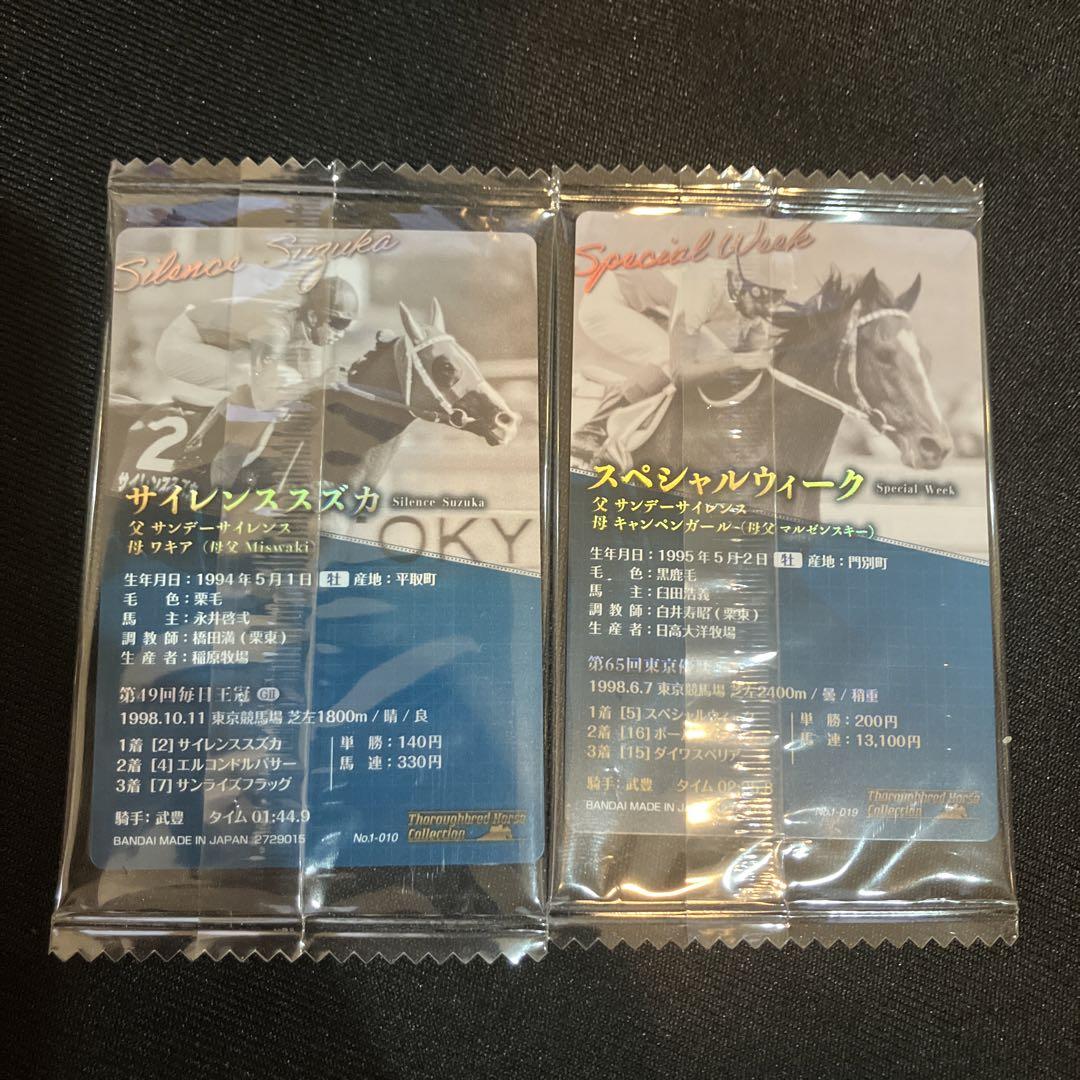 Silence Suzuka
2
サイレンススズカ
サイレンススズカ Silence Suzuka
父 サンデーサイレンス
母 ワキア（母父 Miswaki）
OKY
生年月日：1994年5月1日 牡 産地：平取町
毛 色：栗毛
馬 主：永井啓弍
調教師：橋田満（栗東）
生産者：稲原牧場
第49回毎日王冠 GII
1998.10.11 東京競馬場 芝左1800m / 晴 / 良
1着 [2] サイレンススズカ
2着 [4] エルコンドルパサー
3着 [7] サンライズフラッグ
単 勝：140円
馬 連：330円
騎手：武豊 タイム 01:44.9
BANDAI MADE IN JAPAN 2729015
No.1-010
Thoroughbred Horse
Collection
Special Week
スペシャルウィーク Special Week
父 サンデーサイレンス
母 キャンペンガール（母父 マルゼンスキー）
生年月日：1995年5月2日 牡 産地：門別町
毛 色：黒鹿毛
馬 主：臼田浩義
調教師：白井寿昭（栗東）
生産者：日高大洋牧場
第65回東京
1998.6.7 東京競馬場 芝左2400m / 曇 / 稍重
1着 [5] スペシャルウィーク
2着 [16] ボー
3着 [15] ダイワスペリアー
単 勝：200円
馬 連：13,100円
騎手：武豊 タイム 02
BANDAI MADE IN JAPAN
No.1-019
Thoroughbred Horse
Collection